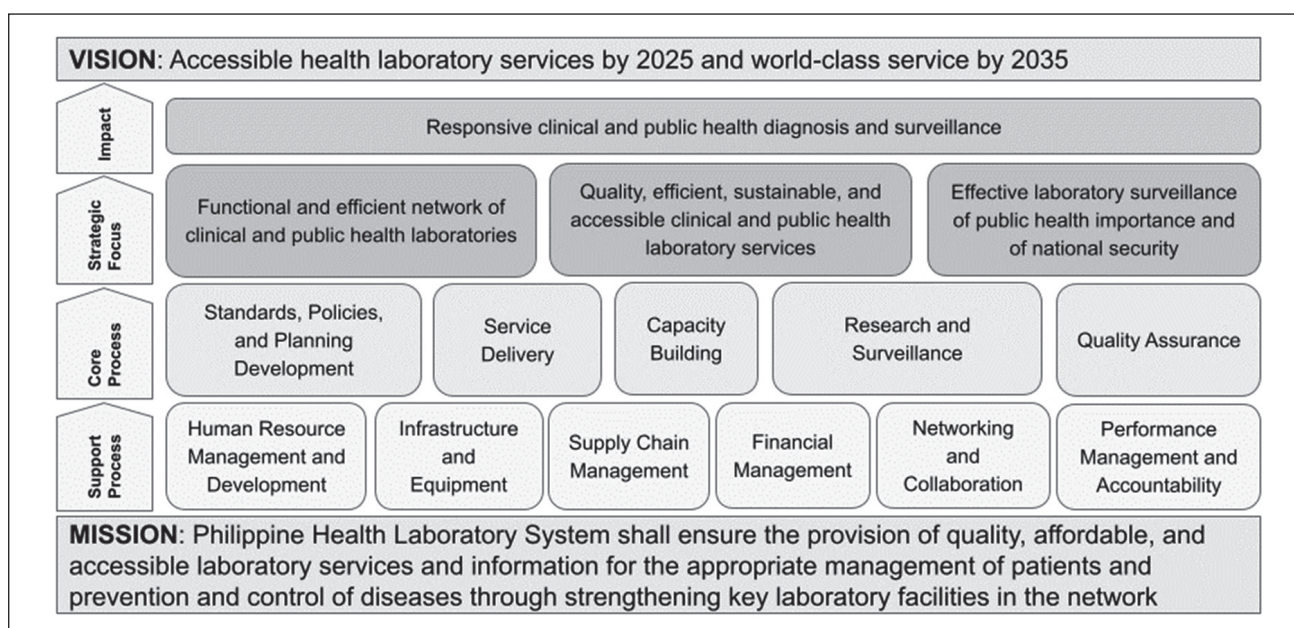 VISION: Accessible health laboratory services by 2025 and world-class service by 2035
Impact
Responsive clinical and public health diagnosis and surveillance
Strategic
Focus
Functional and efficient network of
clinical and public health laboratories
Quality, efficient, sustainable, and
accessible clinical and public health
laboratory services
Effective laboratory surveillance
of public health importance and
of national security
Core
Process
Standards, Policies,
and Planning
Development
Service
Delivery
Capacity
Building
Research and
Surveillance
Quality Assurance
Support
Process
Human Resource
Management and
Development
Infrastructure
and
Equipment
Supply Chain
Management
Financial
Management
Networking
and
Collaboration
Performance
Management and
Accountability
MISSION: Philippine Health Laboratory System shall ensure the provision of quality, affordable, and
accessible laboratory services and information for the appropriate management of patients and
prevention and control of diseases through strengthening key laboratory facilities in the network